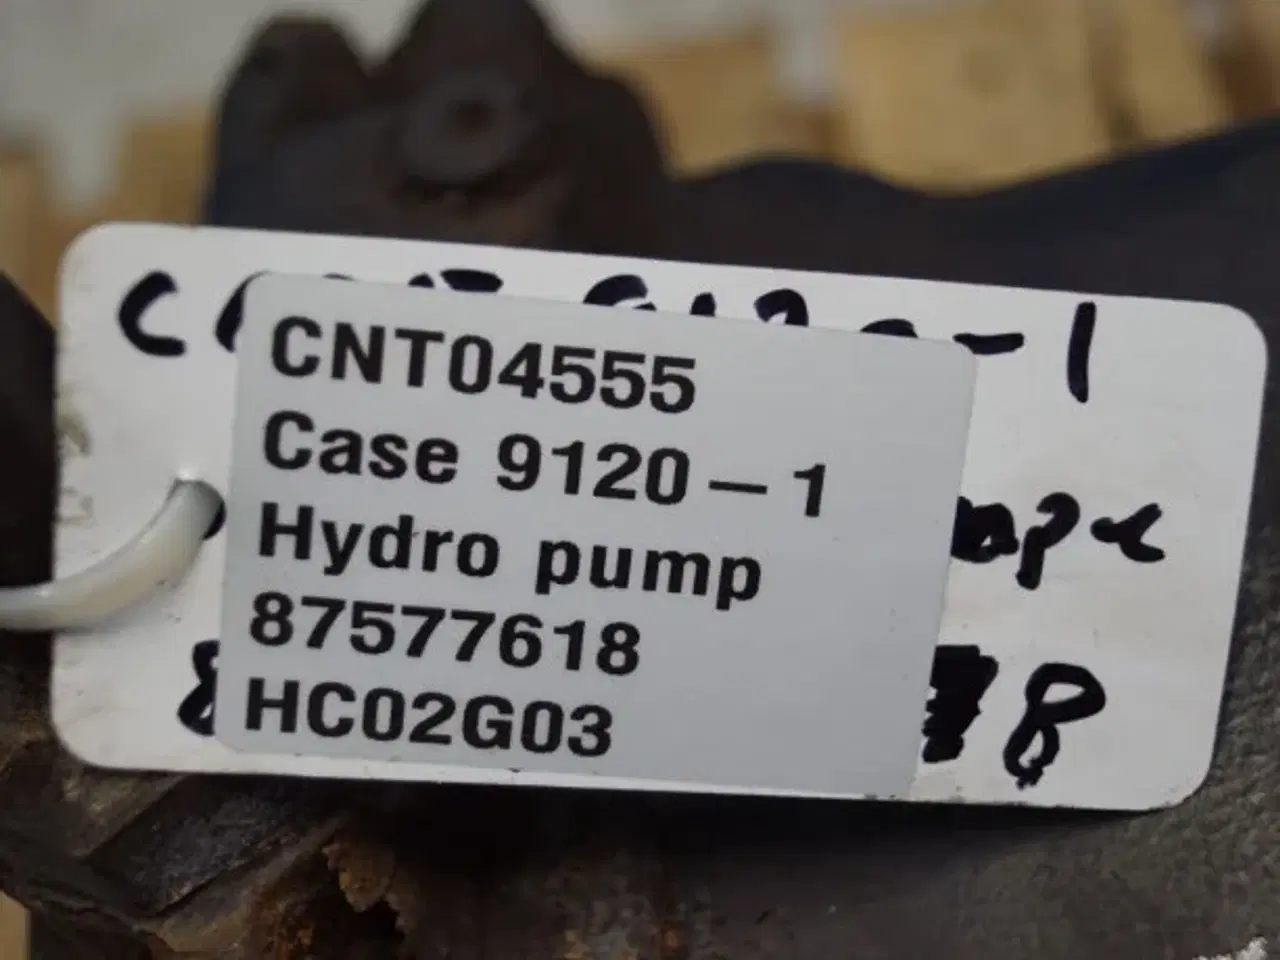 CNT04555
Case 9120 – 1
Hydro pump
87577618
HC02G03